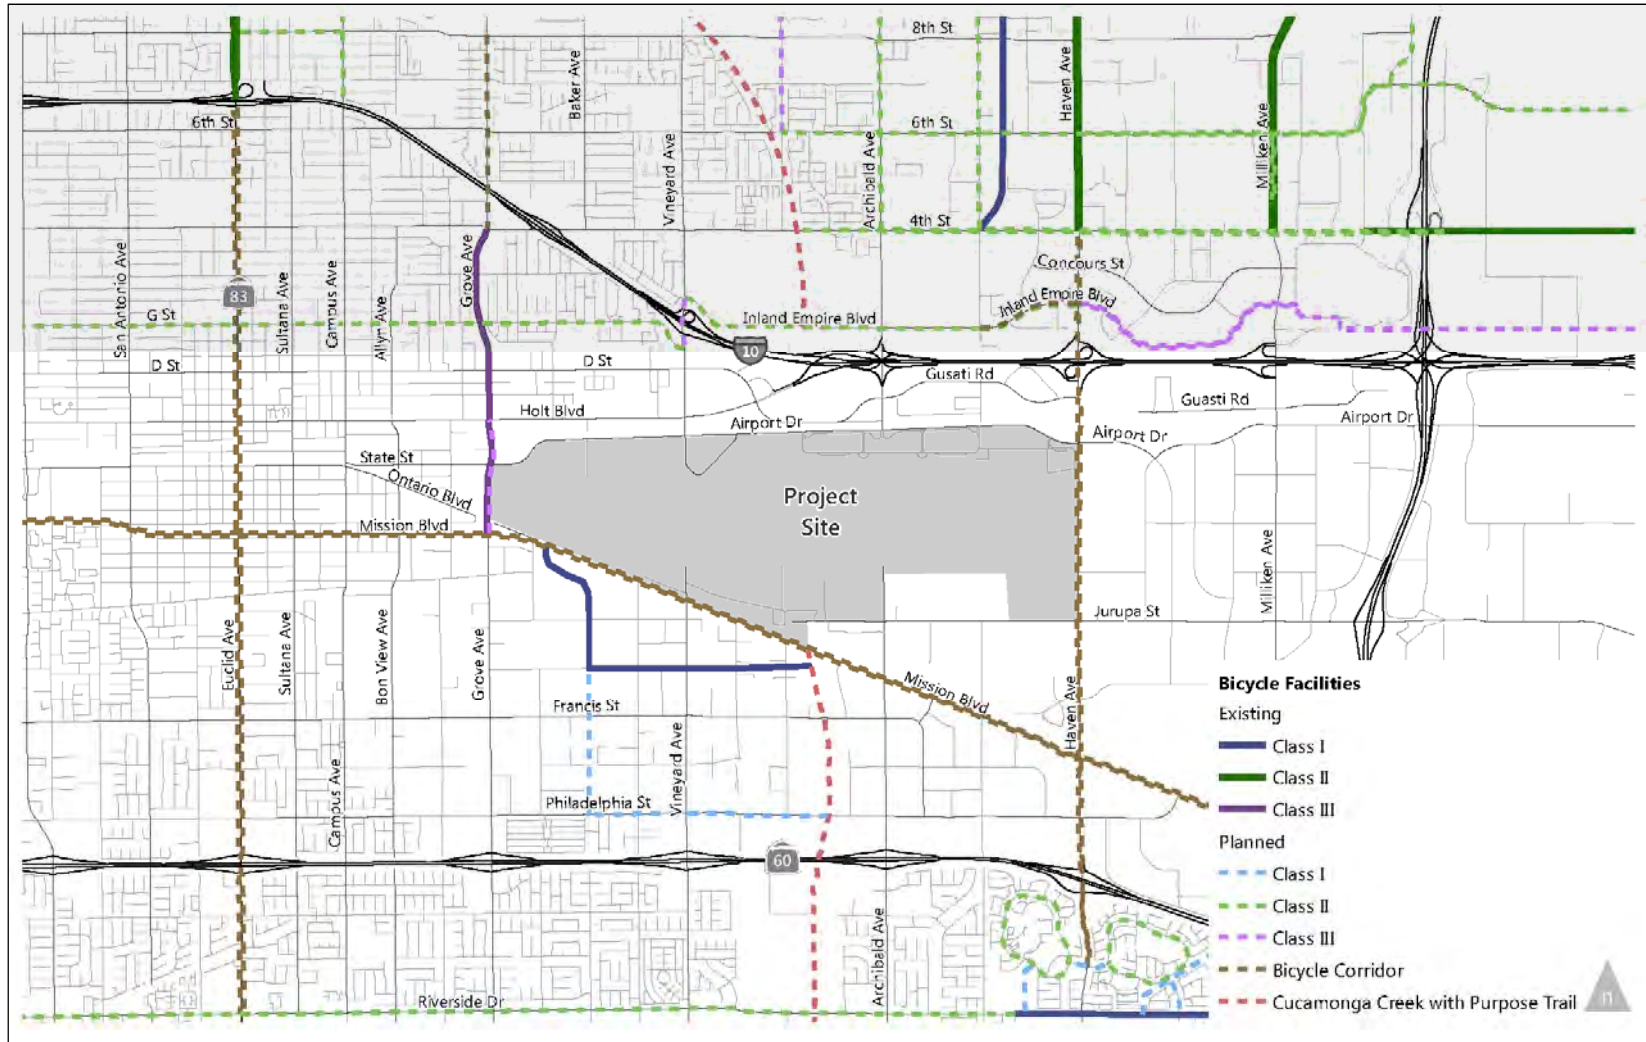 8th St
Baker Ave
Haven Ave
6th St
6th St
Vineyard Ave
Archibald Ave
Milliken Ave
4th St
San Antonio Ave
83
Sultana Ave
Campus Ave
Allyn Ave
Grove Ave
Concours St
Inland Empire Blvd
G St
Inland Empire Blvd
10
D St
D St
Gusati Rd
Guasti Rd
Holt Blvd
Airport Dr
Airport Dr
Airport Dr
State St
Ontario Blvd
Mission Blvd
Project
Site
Milliken Ave
Jurupa St
Euclid Ave
Sultana Ave
Bon View Ave
Grove Ave
Mission Blvd
Haven Ave
Francis St
Vineyard Ave
Campus Ave
Philadelphia St
60
Archibald Ave
Riverside Dr
Bicycle Facilities
Existing
Class I
Class II
Class III
Planned
Class I
Class II
Class III
Bicycle Corridor
Cucamonga Creek with Purpose Trail
n